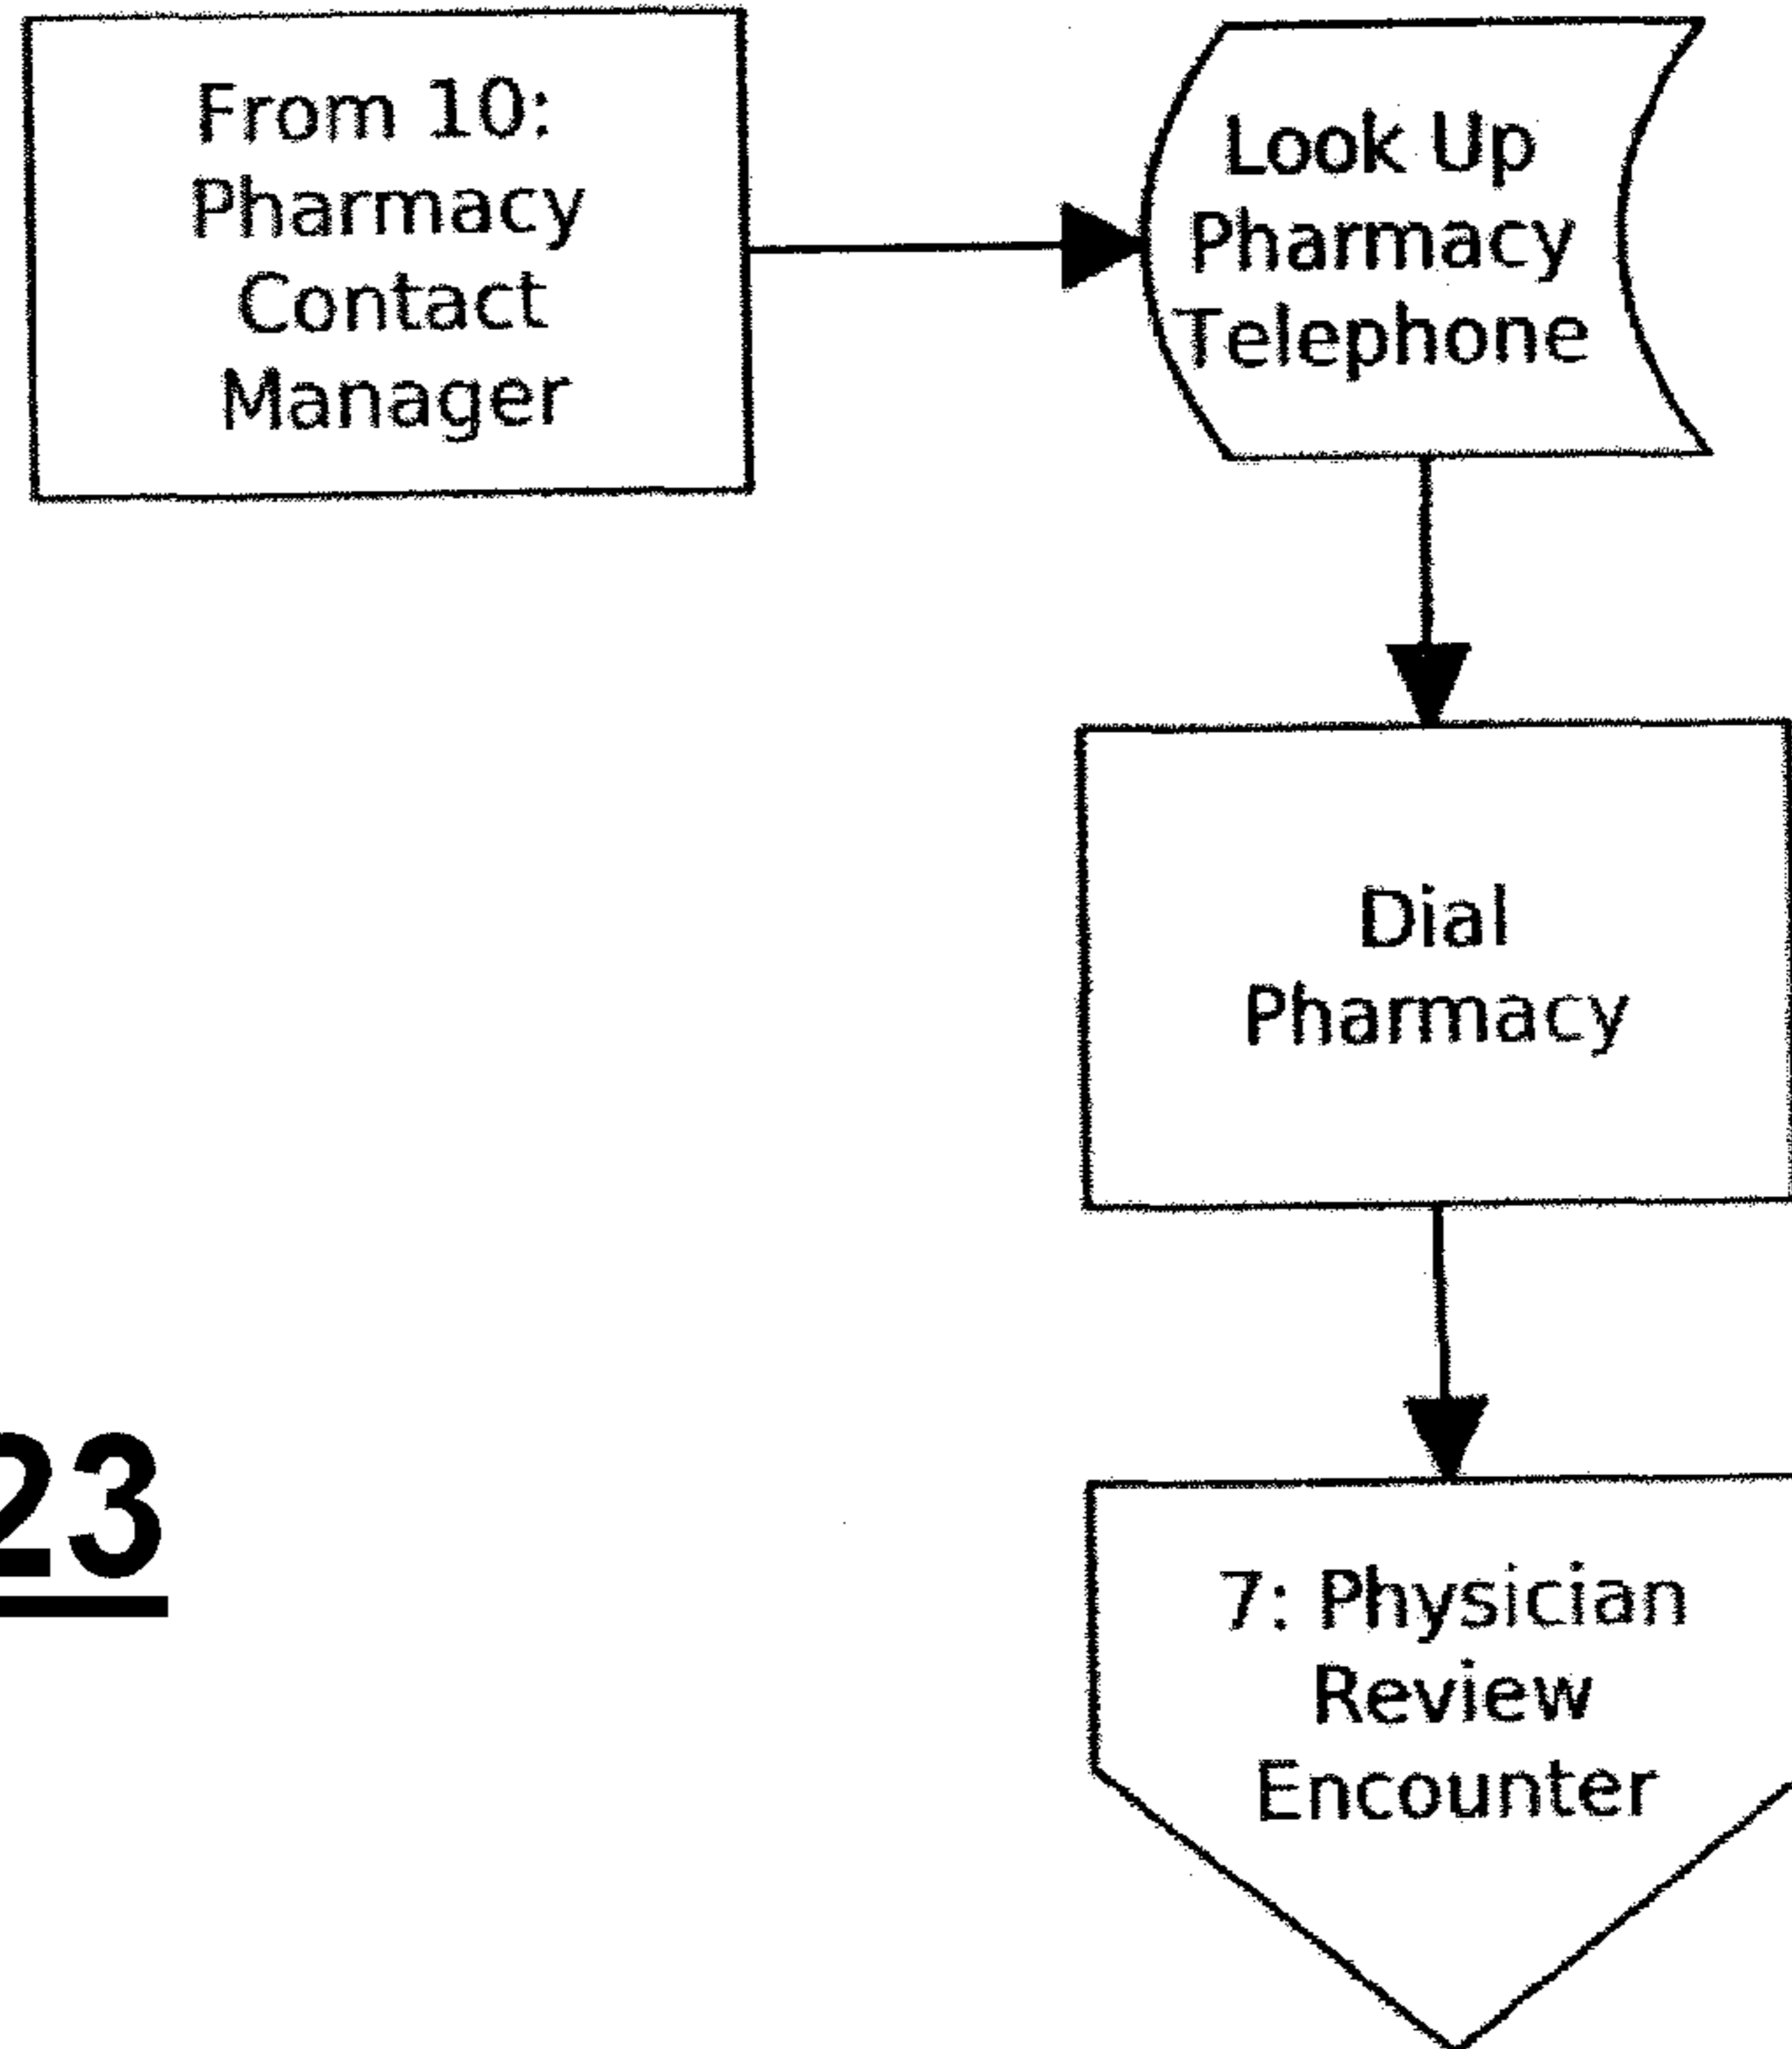 From 10:
Pharmacy
Contact
Manager
Look Up
Pharmacy
Telephone
Dial
Pharmacy
23
7: Physician
Review
Encounter